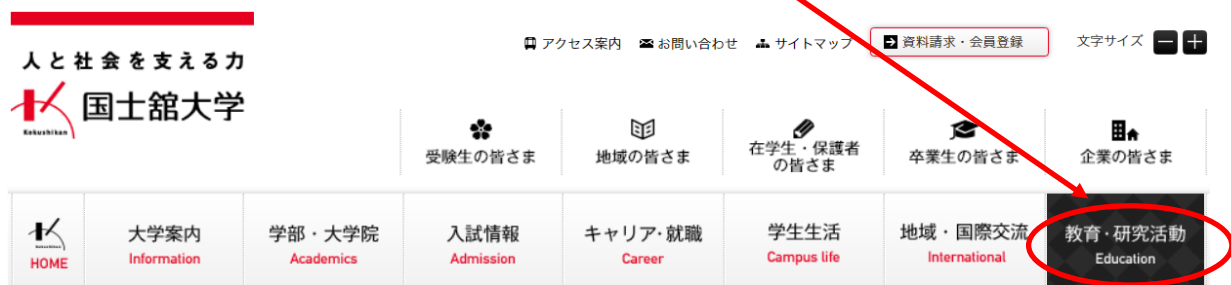 人と社会を支える力
国士舘大学
Kokushikan
アクセス案内 お問い合わせ サイトマップ 資料請求・会員登録 文字サイズ
受験生の皆さま
地域の皆さま
在学生・保護者
の皆さま
卒業生の皆さま
企業の皆さま
HOME
大学案内
Information
学部・大学院
Academics
入試情報
Admission
キャリア・就職
Career
学生生活
Campus life
地域・国際交流
International
教育・研究活動
Education